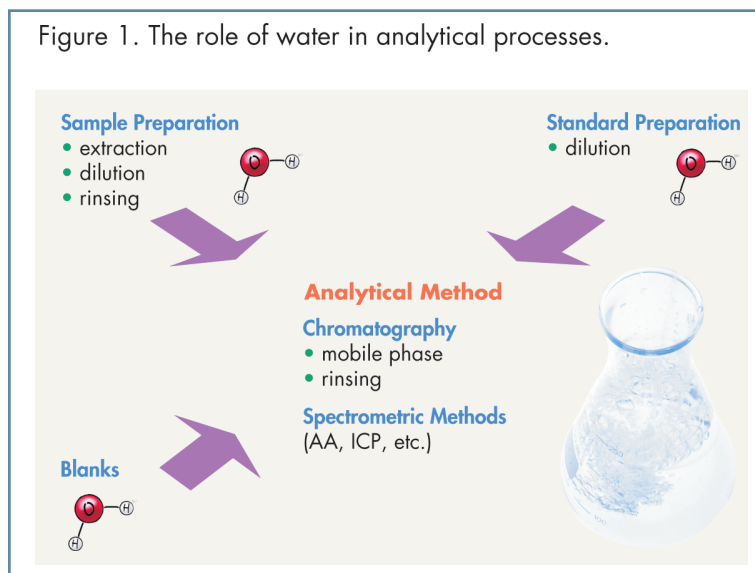 Figure 1. The role of water in analytical processes.
Sample Preparation
• extraction
• dilution
• rinsing
O
H
H
Standard Preparation
• dilution
O
H
H
Analytical Method
Chromatography
• mobile phase
• rinsing
Spectrometric Methods
(AA, ICP, etc.)
Blanks
O
H
H